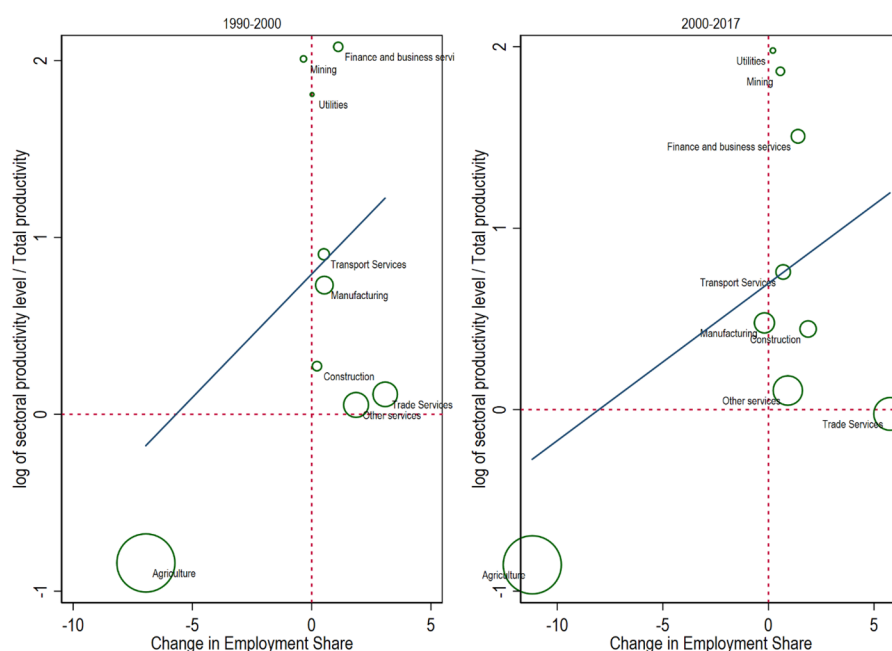 1990-2000
log of sectoral productivity level / Total productivity
2
1
0
-1
Finance and business servi
Mining
Utilities
Transport Services
Manufacturing
Construction
Trade Services
Other services
Agriculture
-10
-5
0
5
Change in Employment Share
2000-2017
log of sectoral productivity level / Total productivity
2
1
0
-1
Utilities
Mining
Finance and business services
Transport Services
Manufacturing
Construction
Other services
Trade Services
Agriculture
-10
-5
0
5
Change in Employment Share